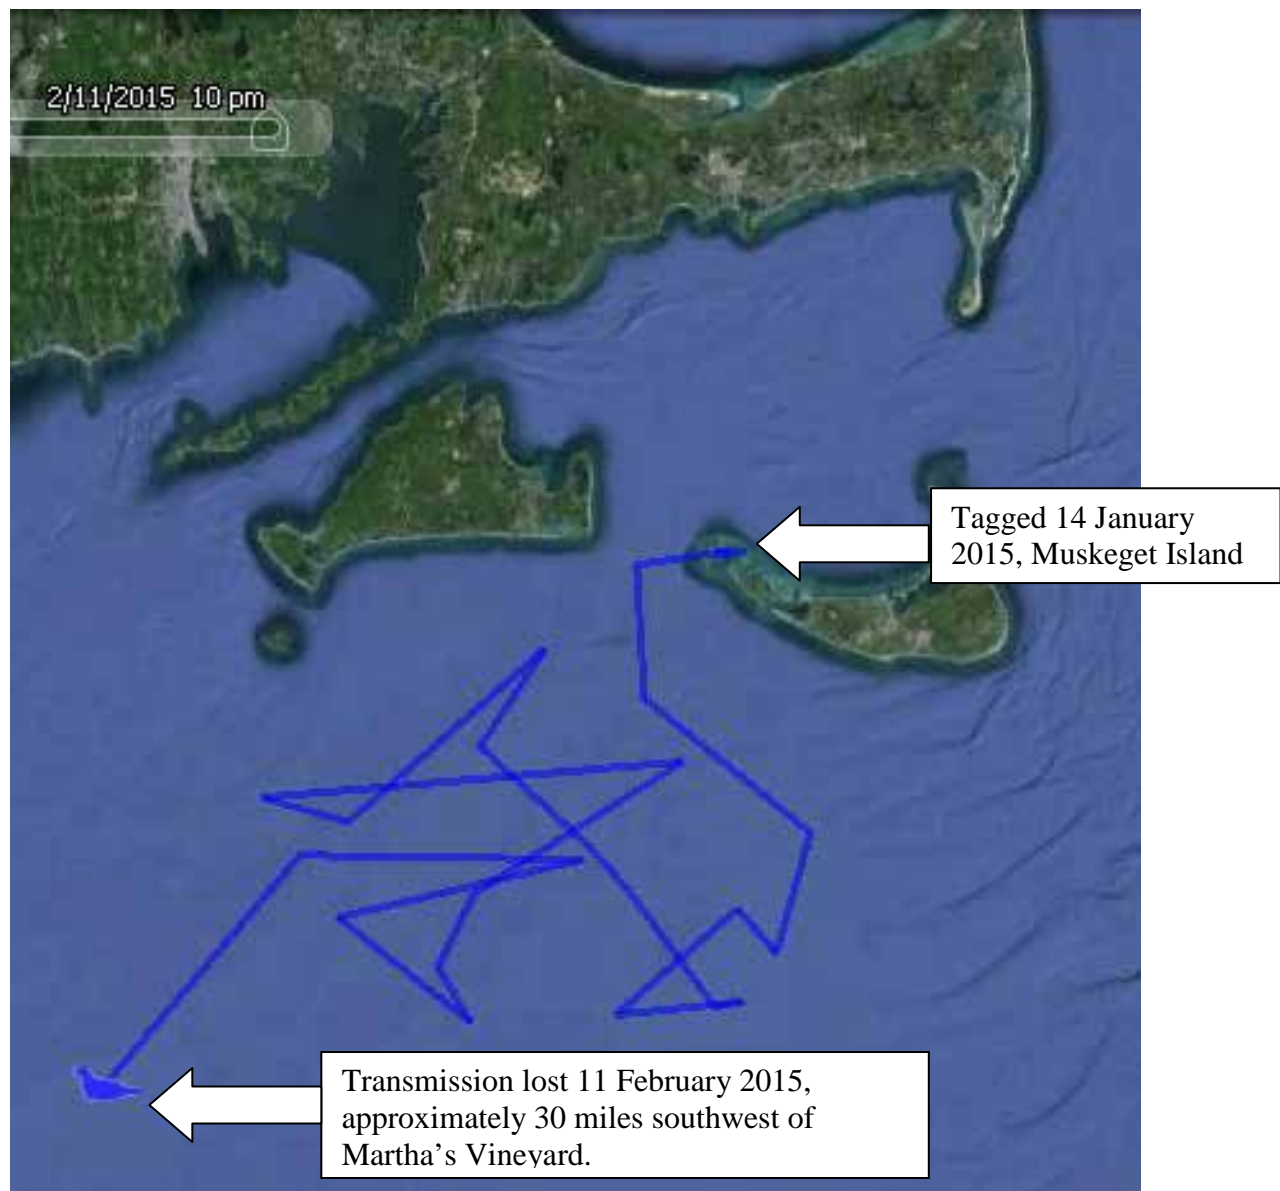 2/11/2015 10 pm
Tagged 14 January
2015, Muskeget Island
Transmission lost 11 February 2015,
approximately 30 miles southwest of
Martha’s Vineyard.